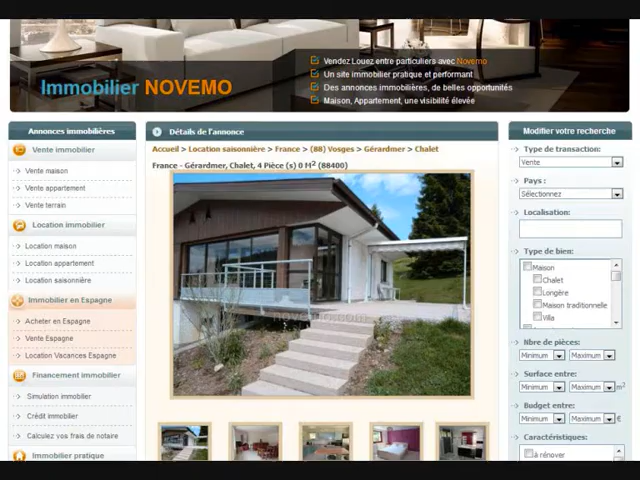 Immobilier NOVEMO
Vendez Louez entre particuliers avec Novemo
Un site immobilier pratique et performant
Des annonces immobilières, de belles opportunités
Maison, Appartement, une visibilité élevée
Annonces immobilières
Vente immobilier
Vente maison
Vente appartement
Vente terrain
Location immobilier
Location maison
Location appartement
Location saisonnière
Immobilier en Espagne
Acheter en Espagne
Vente Espagne
Location Vacances Espagne
Financement immobilier
Simulation immobilier
Crédit immobilier
Calculez vos frais de notaire
Immobilier pratique
Détails de l'annonce
Accueil > Location saisonnière > France > (88) Vosges > Gérardmer > Chalet
France - Gérardmer, Chalet, 4 Pièce (s) 0 M² (88400)
novemo.com
Modifier votre recherche
Type de transaction:
Vente
Pays :
Sélectionnez
Localisation:
Type de bien:
Maison
Chalet
Longère
Maison traditionnelle
Villa
Nbre de pièces:
Minimum Maximum
Surface entre:
Minimum Maximum m²
Budget entre:
Minimum Maximum €
Caractéristiques:
à rénover